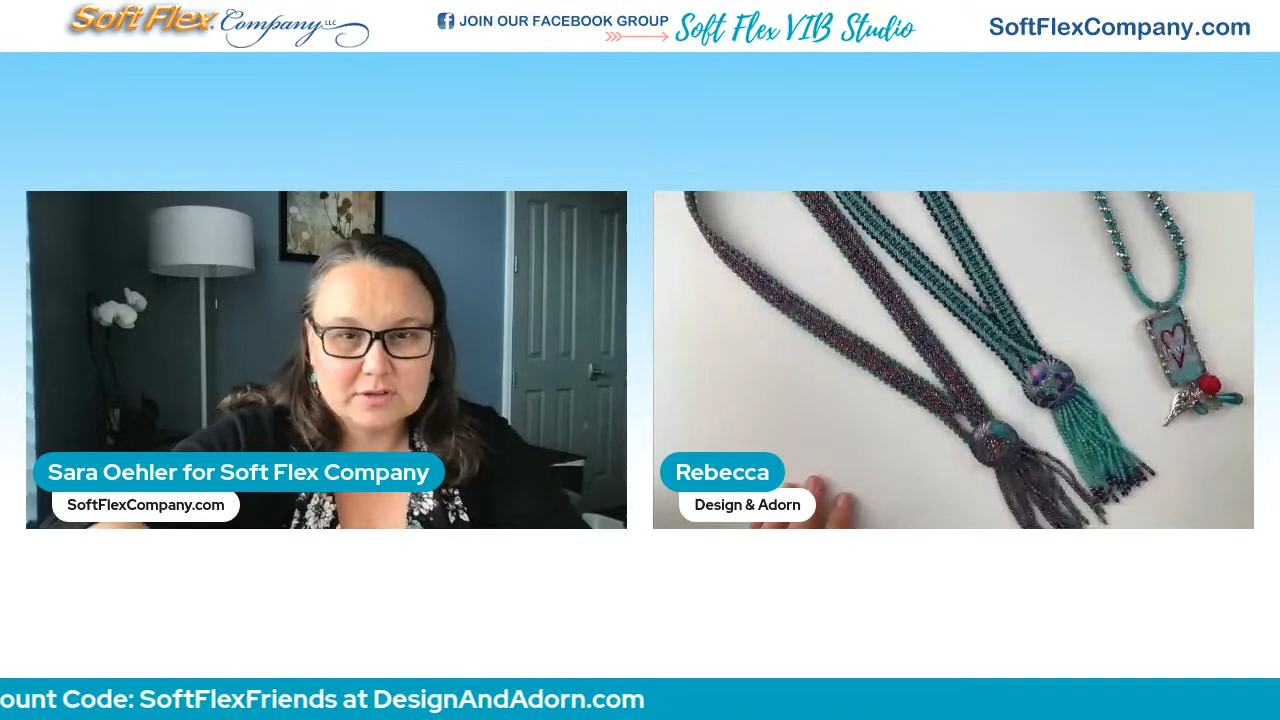 Soft Flex Company LLC
JOIN OUR FACEBOOK GROUP Soft Flex VIB Studio
SoftFlexCompany.com
Sara Oehler for Soft Flex Company
SoftFlexCompany.com
Rebecca
Design & Adorn
ount Code: SoftFlexFriends at DesignAndAdorn.com